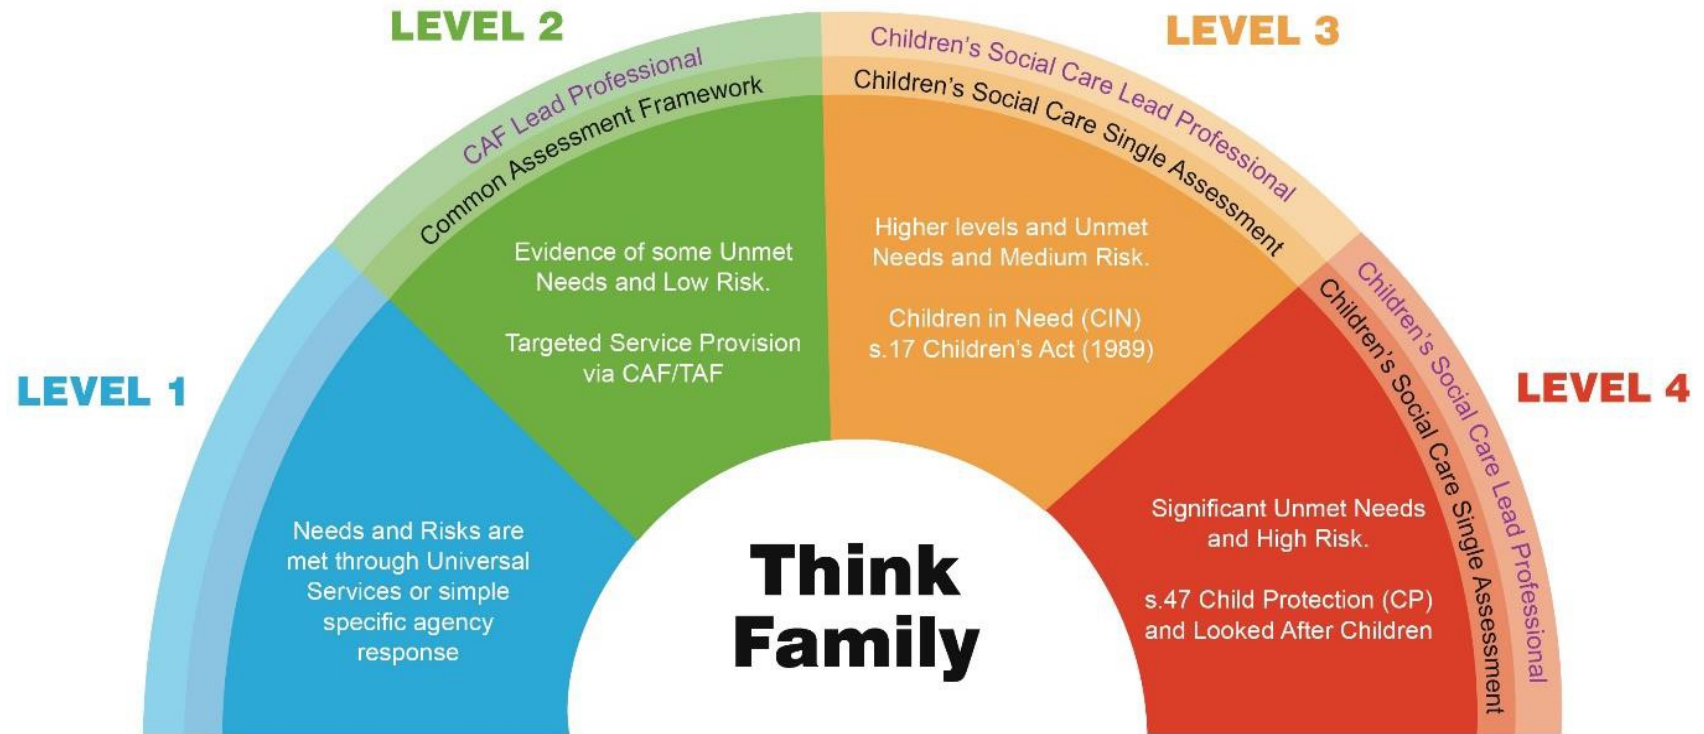 LEVEL 1
Needs and Risks are
met through Universal
Services or simple
specific agency
response
LEVEL 2
CAF Lead Professional
Common Assessment Framework
Evidence of some Unmet
Needs and Low Risk.
Targeted Service Provision
via CAF/TAF
LEVEL 3
Children's Social Care Lead Professional
Children's Social Care Single Assessment
Higher levels and Unmet
Needs and Medium Risk.
Children in Need (CIN)
s.17 Children's Act (1989)
LEVEL 4
Children's Social Care Lead Professional
Children's Social Care Single Assessment
Significant Unmet Needs
and High Risk.
s.47 Child Protection (CP)
and Looked After Children
Think
Family